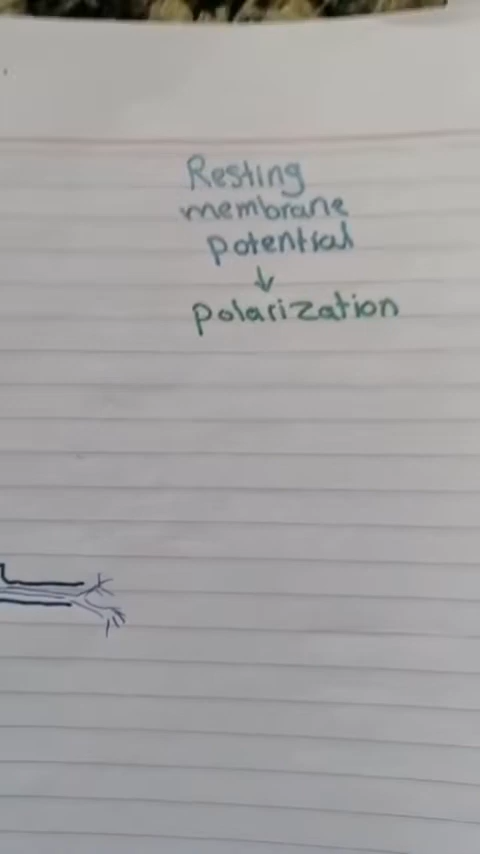 Resting
membrane
potential
↓
polarization